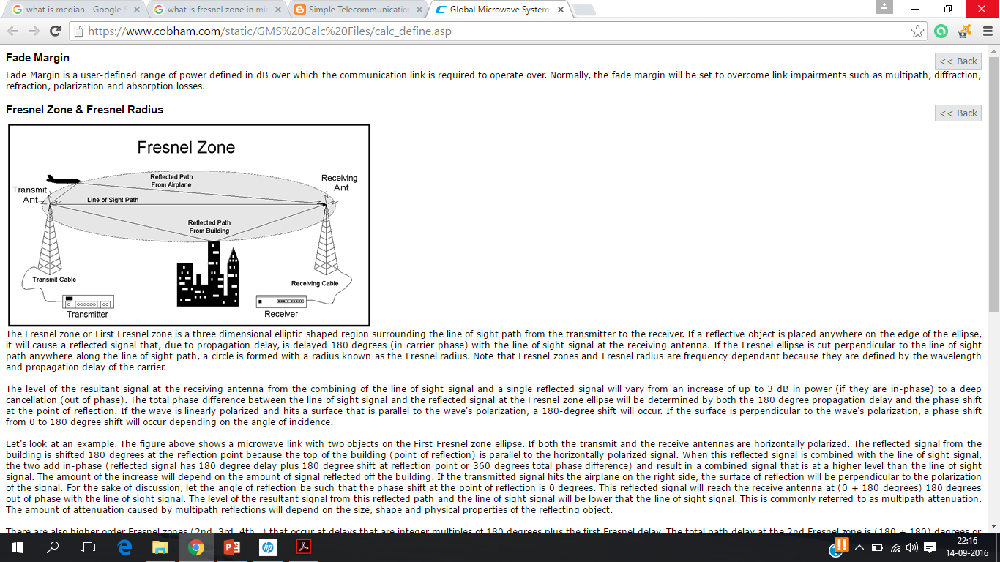 what is median - Google S
what is fresnel zone in mic
Simple Telecommunication
Global Microwave System
https://www.cobham.com/static/GMS%20Calc%20Files/calc_define.asp
Fade Margin
<< Back
Fade Margin is a user-defined range of power defined in dB over which the communication link is required to operate over. Normally, the fade margin will be set to overcome link impairments such as multipath, diffraction,
refraction, polarization and absorption losses.
Fresnel Zone & Fresnel Radius
<< Back
Fresnel Zone
Reflected Path
From Airplane
Receiving
Ant
Transmit
Ant
Line of Sight Path
Reflected Path
From Building
Transmit Cable
Receiving Cable
Transmitter
Receiver
The Fresnel zone or First Fresnel zone is a three dimensional elliptic shaped region surrounding the line of sight path from the transmitter to the receiver. If a reflective object is placed anywhere on the edge of the ellipse,
it will cause a reflected signal that, due to propagation delay, is delayed 180 degrees (in carrier phase) with the line of sight signal at the receiving antenna. If the Fresnel ellipse is cut perpendicular to the line of sight
path anywhere along the line of sight path, a circle is formed with a radius known as the Fresnel radius. Note that Fresnel zones and Fresnel radius are frequency dependant because they are defined by the wavelength
and propagation delay of the carrier.
The level of the resultant signal at the receiving antenna from the combining of the line of sight signal and a single reflected signal will vary from an increase of up to 3 dB in power (if they are in-phase) to a deep
cancellation (out of phase). The total phase difference between the line of sight signal and the reflected signal at the Fresnel zone ellipse will be determined by both the 180 degree propagation delay and the phase shift
at the point of reflection. If the wave is linearly polarized and hits a surface that is parallel to the wave's polarization, a 180-degree shift will occur. If the surface is perpendicular to the wave's polarization, a phase shift
from 0 to 180 degree shift will occur depending on the angle of incidence.
Let's look at an example. The figure above shows a microwave link with two objects on the First Fresnel zone ellipse. If both the transmit and the receive antennas are horizontally polarized. The reflected signal from the
building is shifted 180 degrees at the reflection point because the top of the building (point of reflection) is parallel to the horizontally polarized signal. When this reflected signal is combined with the line of sight signal,
the two add in-phase (reflected signal has 180 degree delay plus 180 degree shift at reflection point or 360 degrees total phase difference) and result in a combined signal that is at a higher level than the line of sight
signal. The amount of the increase will depend on the amount of signal reflected off the building. If the transmitted signal hits the airplane on the right side, the surface of reflection will be perpendicular to the polarization
of the signal. For the sake of discussion, let the angle of reflection be such that the phase shift at the point of reflection is 0 degrees. This reflected signal will reach the receive antenna at (0 + 180 degrees) 180 degrees
out of phase with the line of sight signal. The level of the resultant signal from this reflected path and the line of sight signal will be lower that the line of sight signal. This is commonly referred to as multipath attenuation.
The amount of attenuation caused by multipath reflections will depend on the size, shape and physical properties of the reflecting object.
There are also higher order Fresnel zones (2nd, 3rd, 4th...) that occur at delays that are integer multiples of 180 degrees plus the first Fresnel delay. The total path delay at the 2nd Fresnel zone is (180 + 180) degrees or
22:16
14-09-2016